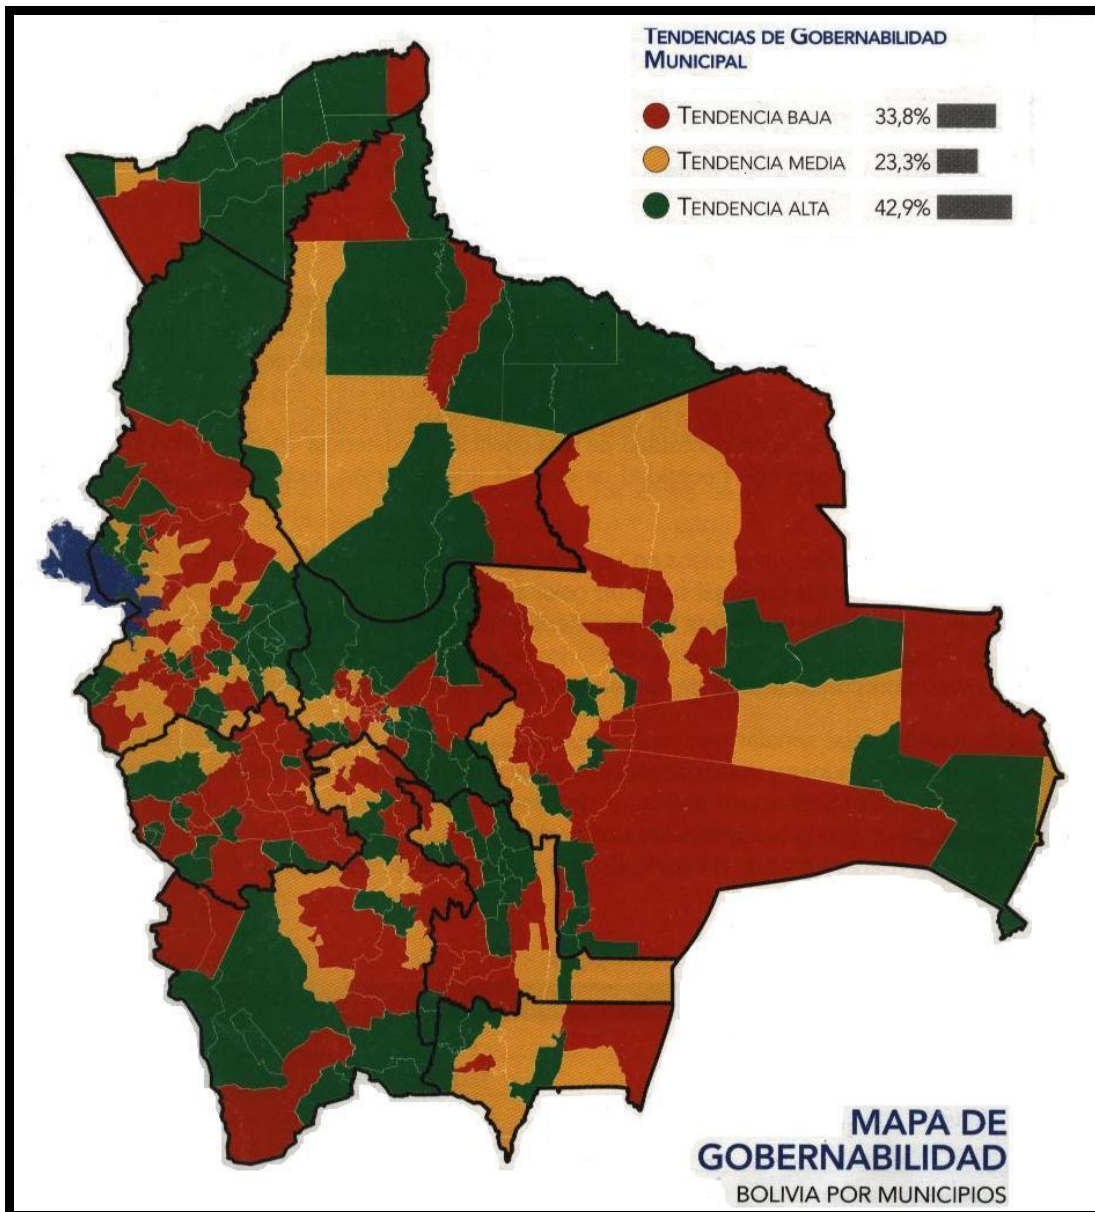 TENDENCIAS DE GOBERNABILIDAD
MUNICIPAL
TENDENCIA BAJA 33,8%
TENDENCIA MEDIA 23,3%
TENDENCIA ALTA 42,9%
MAPA DE
GOBERNABILIDAD
BOLIVIA POR MUNICIPIOS